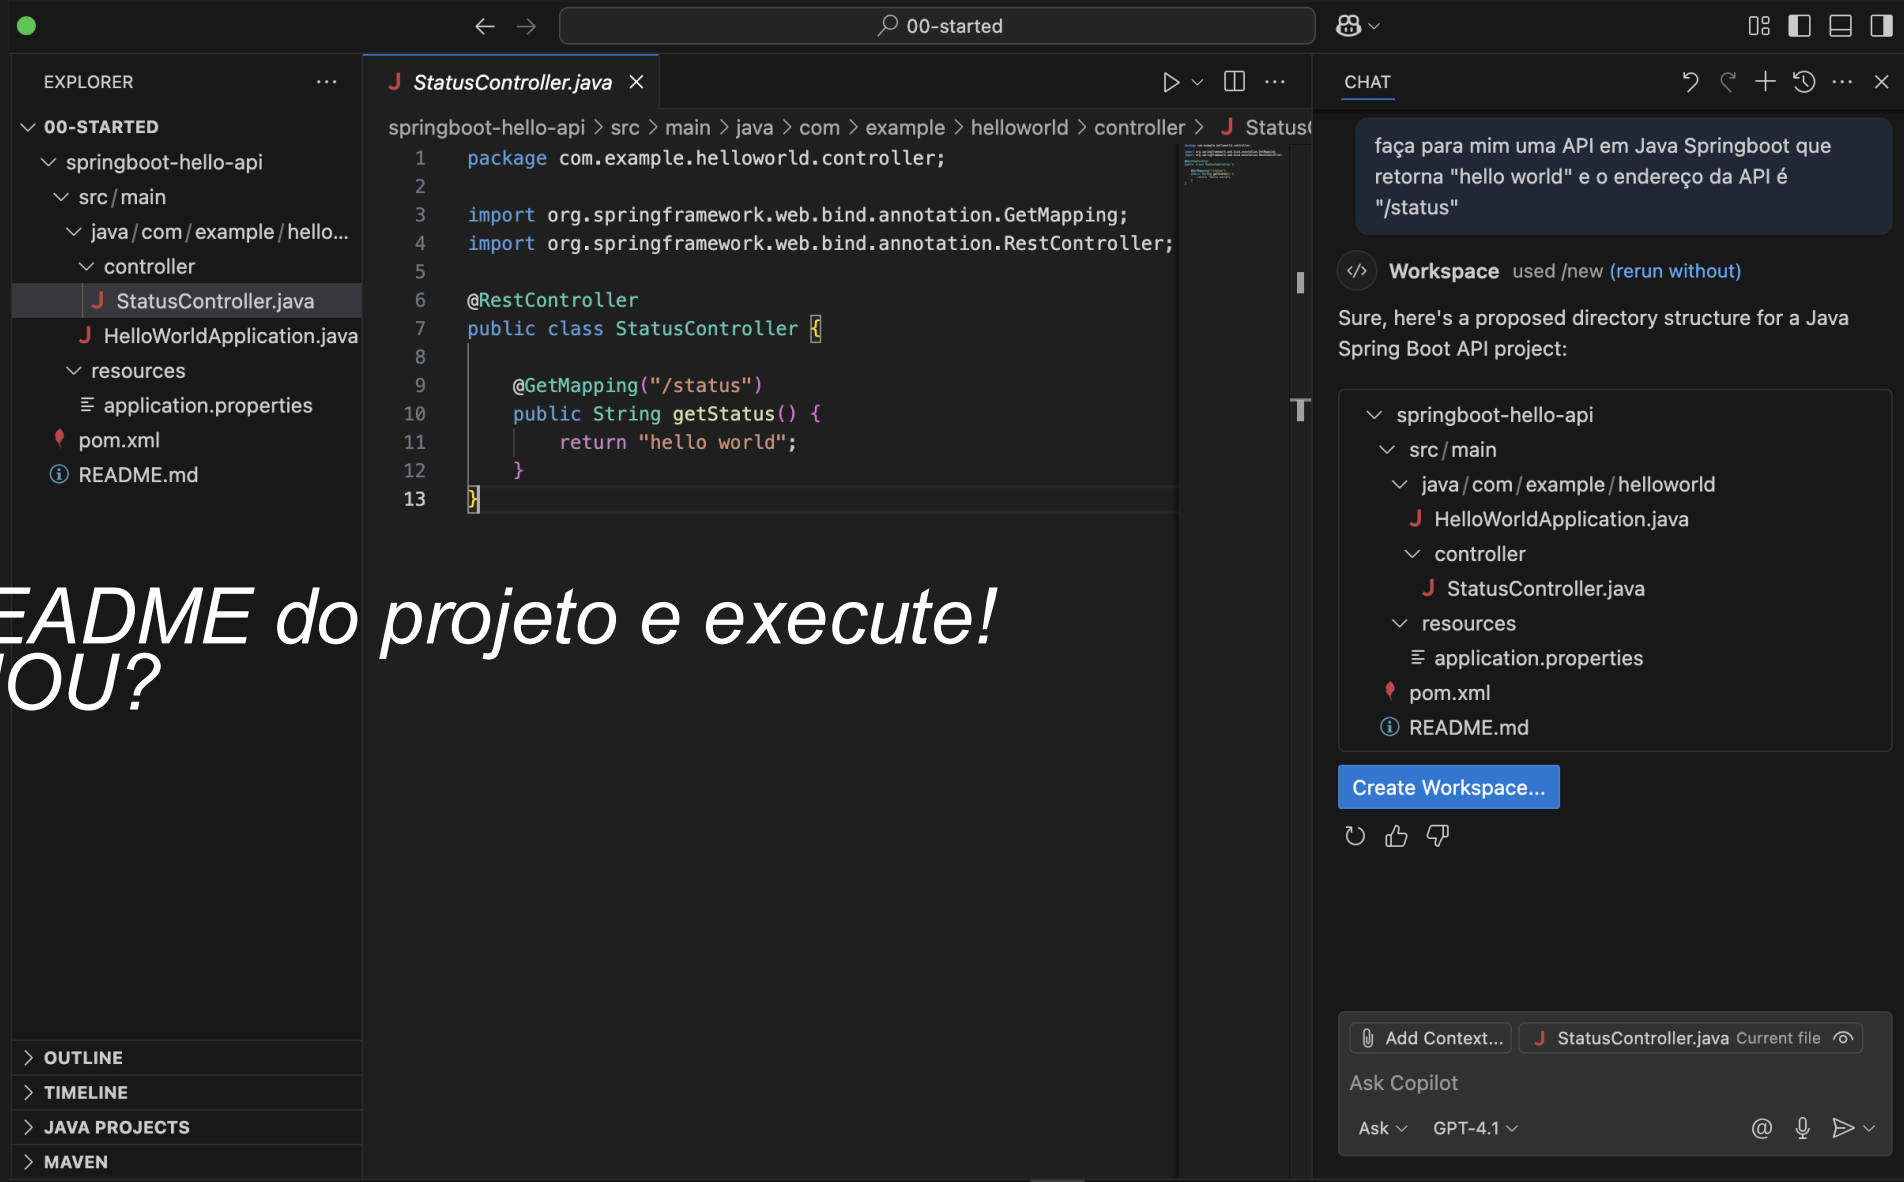 00-started
EXPLORER
00-STARTED
springboot-hello-api
src/main
java/com/example/hello...
controller
StatusController.java
HelloWorldApplication.java
resources
application.properties
pom.xml
README.md
OUTLINE
TIMELINE
JAVA PROJECTS
MAVEN
StatusController.java
springboot-hello-api > src > main > java > com > example > helloworld > controller > Status
1 package com.example.helloworld.controller;
2
3 import org.springframework.web.bind.annotation.GetMapping;
4 import org.springframework.web.bind.annotation.RestController;
5
6 @RestController
7 public class StatusController {
8
9 @GetMapping("/status")
10 public String getStatus() {
11 return "hello world";
12 }
13 }
EADME do projeto e execute!
OU?
CHAT
faça para mim uma API em Java Springboot que
retorna "hello world" e o endereço da API é
"/status"
Workspace used /new (rerun without)
Sure, here's a proposed directory structure for a Java
Spring Boot API project:
springboot-hello-api
src/main
java/com/example/helloworld
HelloWorldApplication.java
controller
StatusController.java
resources
application.properties
pom.xml
README.md
Create Workspace...
Add Context... StatusController.java Current file
Ask Copilot
Ask GPT-4.1